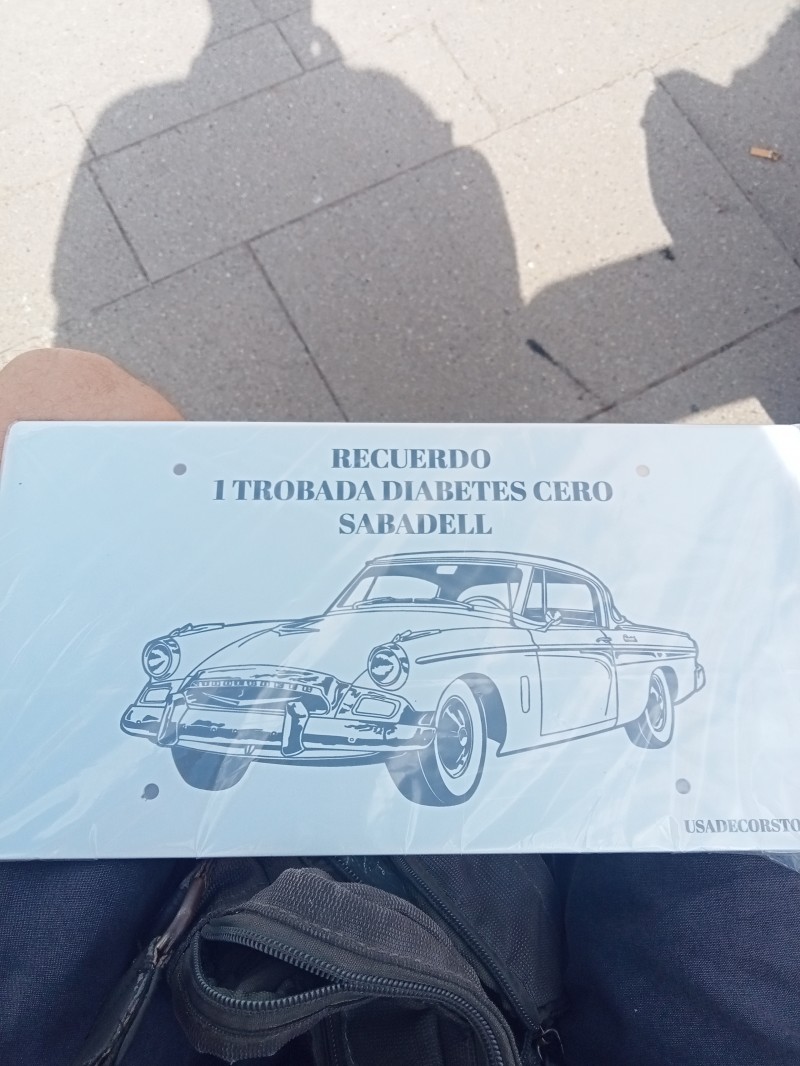 RECUERDO
1 TROBADA DIABETES CERO
SABADELL
USADECORSTO